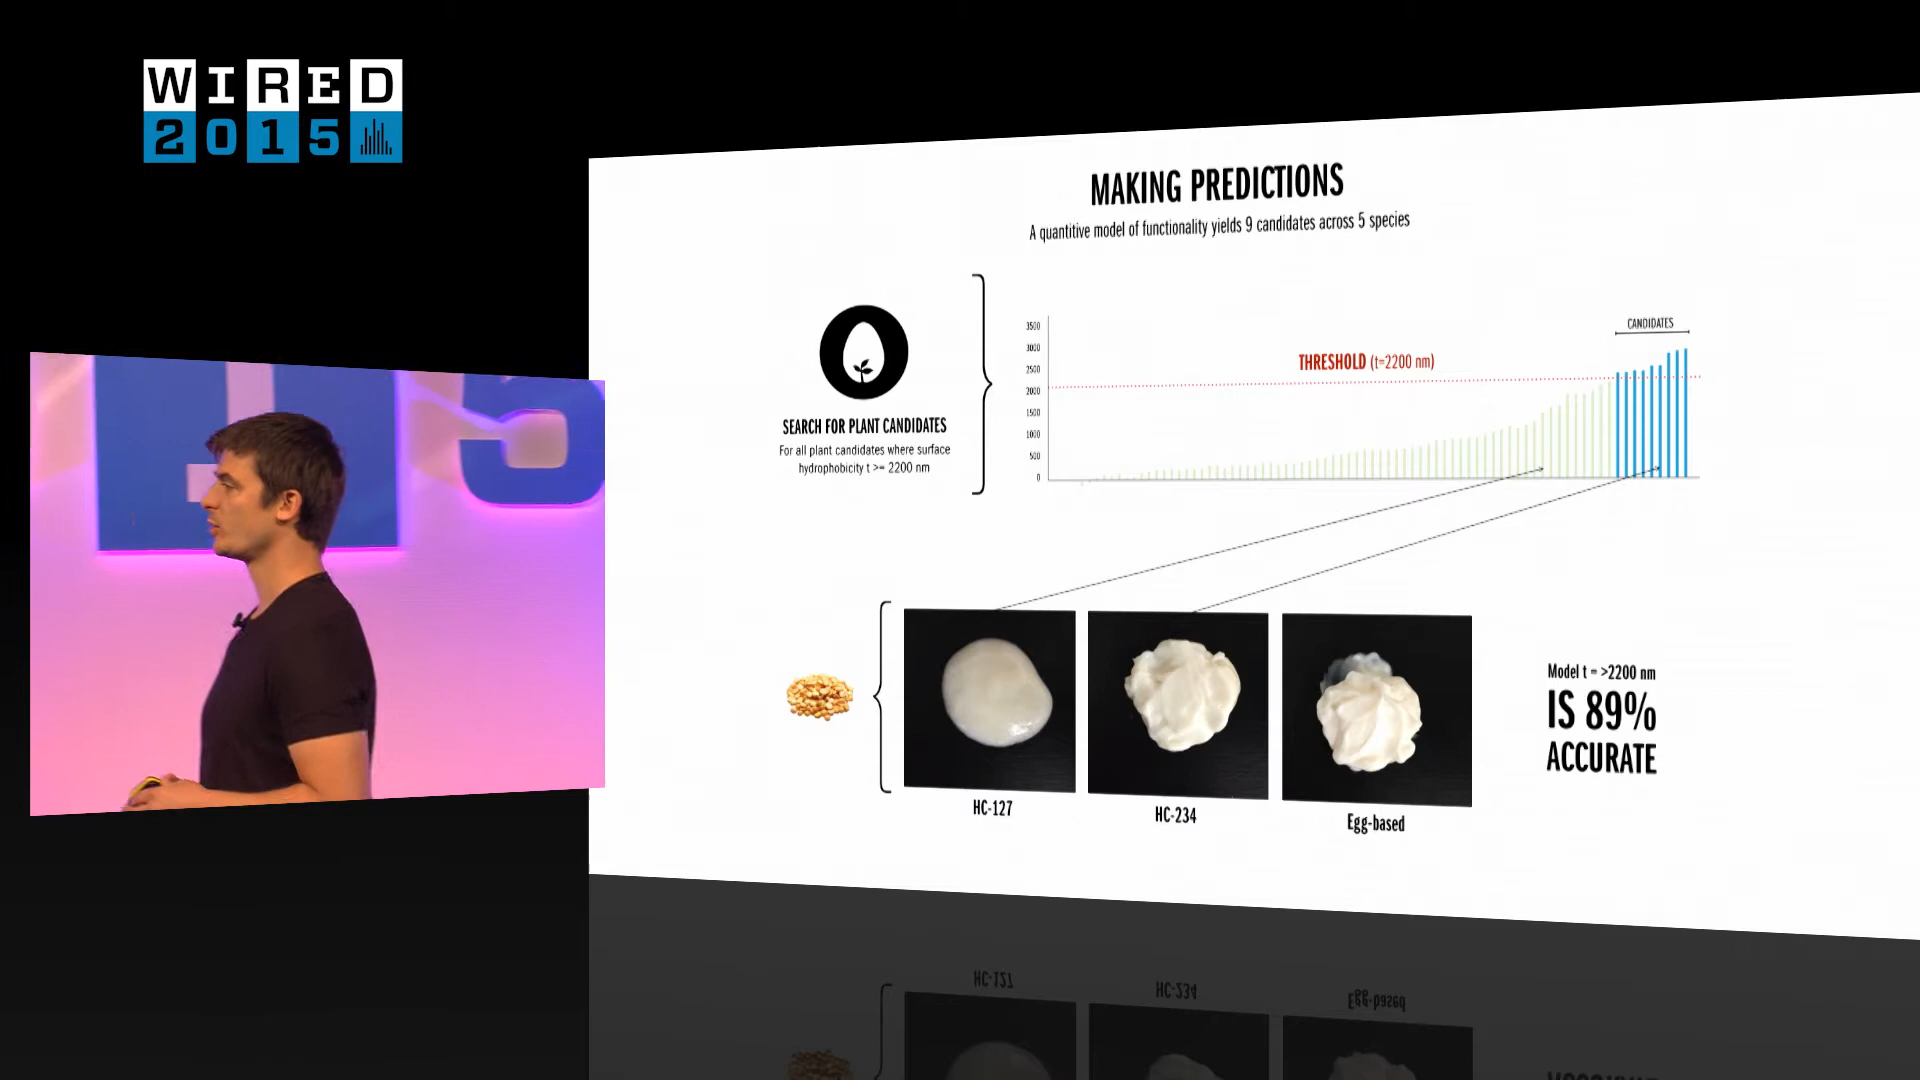 WIRED
2015
MAKING PREDICTIONS
A quantitive model of functionality yields 9 candidates across 5 species
SEARCH FOR PLANT CANDIDATES
For all plant candidates where surface
hydrophobicity t >= 2200 nm
3500
3000
2500
2000
1500
1000
500
0
THRESHOLD (t=2200 nm)
CANDIDATES
HC-127
HC-234
Egg-based
Model t = >2200 nm
IS 89%
ACCURATE